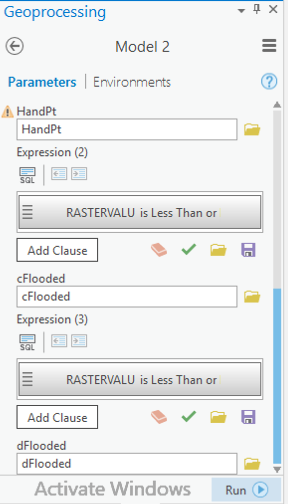 Geoprocessing
Model 2
Parameters | Environments
HandPt
HandPt
Expression (2)
SQL
RASTERVALU is Less Than or
Add Clause
cFlooded
cFlooded
Expression (3)
SQL
RASTERVALU is Less Than or
Add Clause
dFlooded
dFlooded
Activate Windows
Run